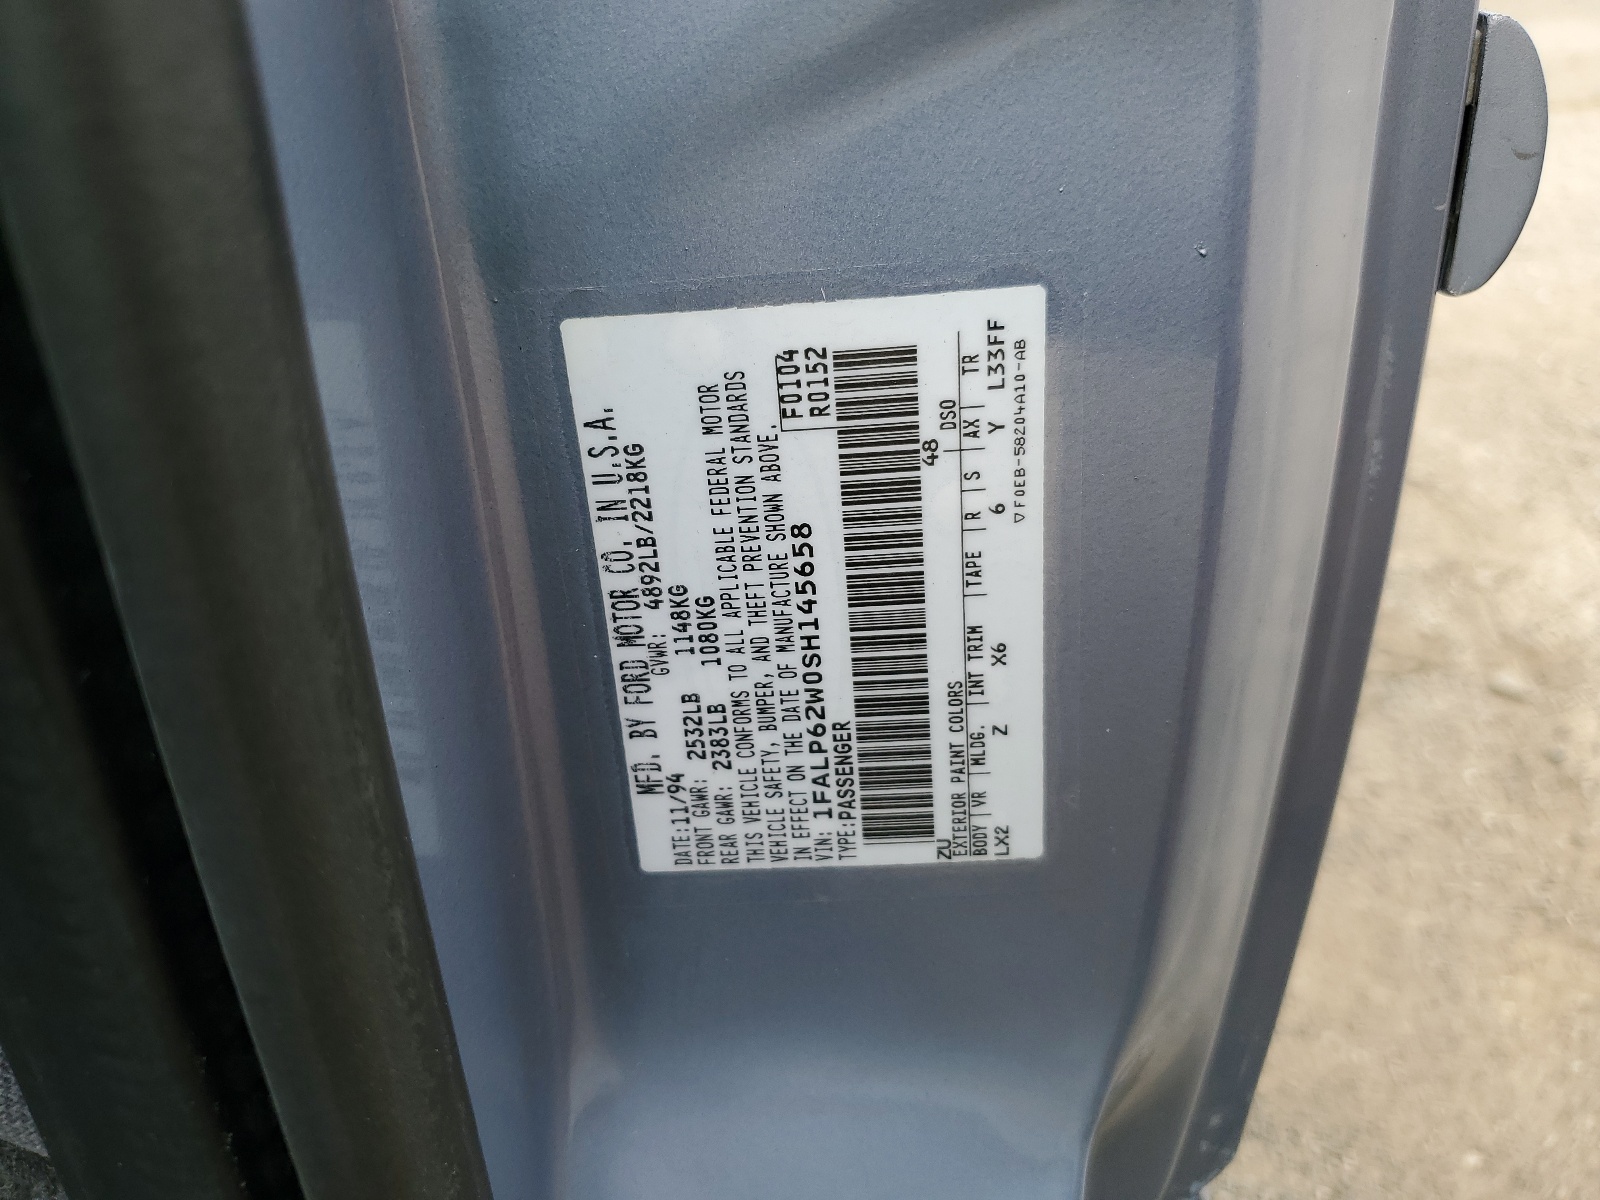 MFD. BY FORD MOTOR CO. IN U.S.A.
DATE:11/94 GVWR: 4892LB/2218KG
FRONT GAWR: 2532LB 1148KG
REAR GAWR: 2383LB 1080KG
THIS VEHICLE CONFORMS TO ALL APPLICABLE FEDERAL MOTOR
VEHICLE SAFETY, BUMPER, AND THEFT PREVENTION STANDARDS
IN EFFECT ON THE DATE OF MANUFACTURE SHOWN ABOVE.
VIN: 1FALP62W0SH145658 F0104
TYPE:PASSENGER R0152
48
ZU DSO
EXTERIOR PAINT COLORS
BODY VR MLDG. INT TRIM TAPE R S AX TR
LX2 Z X6 6 Y L33FF
▽F0EB-58204A10-AB